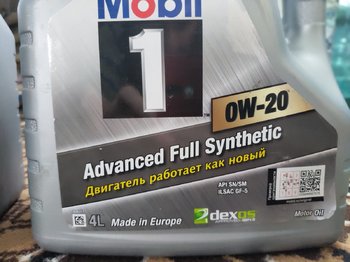 Mobil
1
0W-20
Advanced Full Synthetic
Двигатель работает как новый
API SN/SM
ILSAC GF-5
4L
Made in Europe
dexos
Motor Oil